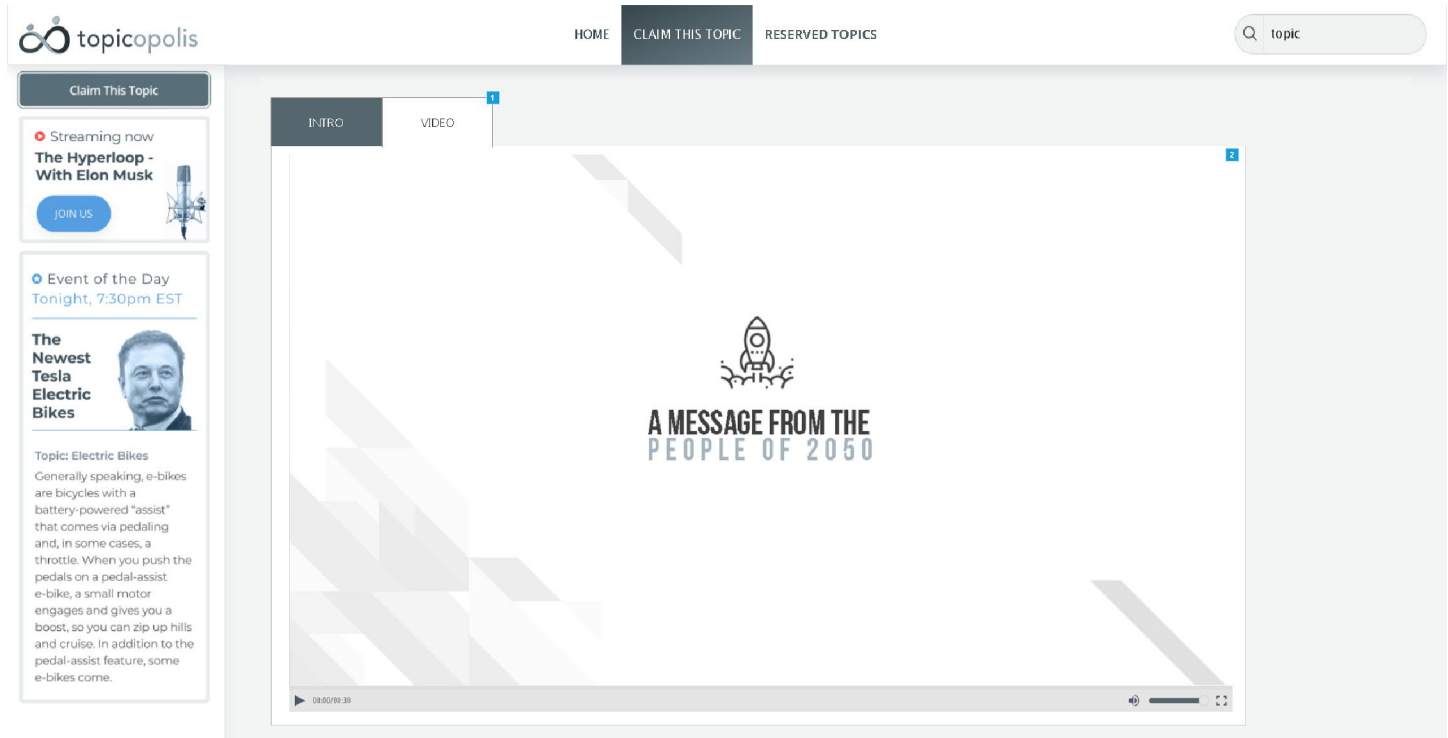 topicopolis
HOME
CLAIM THIS TOPIC
RESERVED TOPICS
topic
Claim This Topic
Streaming now
The Hyperloop -
With Elon Musk
JOIN US
Event of the Day
Tonight, 7:30pm EST
The
Newest
Tesla
Electric
Bikes
Topic: Electric Bikes
Generally speaking, e-bikes
are bicycles with a
battery-powered “assist”
that comes via pedaling
and, in some cases, a
throttle. When you push the
pedals on a pedal-assist
e-bike, a small motor
engages and gives you a
boost, so you can zip up hills
and cruise. In addition to the
pedal-assist feature, some
e-bikes come.
INTRO
VIDEO
1
2
A MESSAGE FROM THE
PEOPLE OF 2050